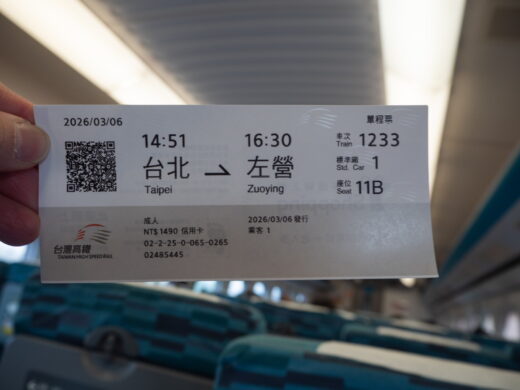 2026/03/06
單程票
14:51
16:30
車次 Train 1233
台北
左營
標準廂 Std. Car 1
Taipei
Zuoying
座位 Seat 11B
成人
2026/03/06 發行
NT$ 1490 信用卡
乘客 1
02-2-25-0-065-0265
台灣高鐵
02485445
TAIWAN HIGH SPEED RAIL